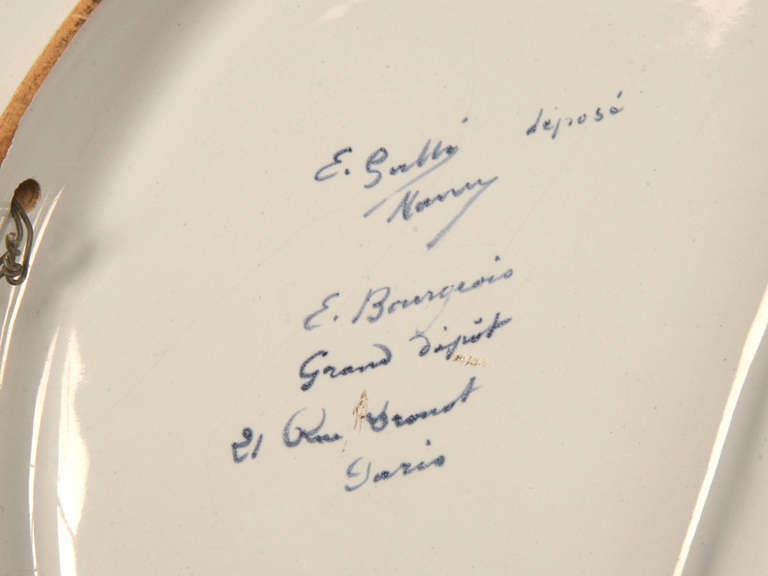 E. Gallé déposé
Nancy
E. Bourgeois
Grand dépôt
21 Rue Drouot
Paris